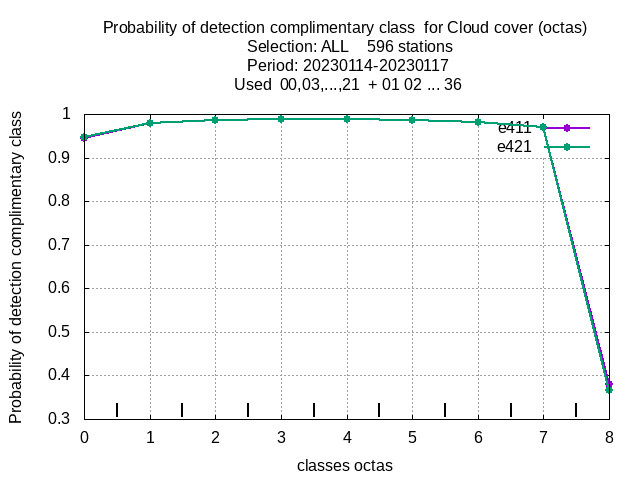 Probability of detection complimentary class  for Cloud cover (octas)
Selection: ALL    596 stations
Period: 20230114-20230117
Used  00,03,...,21  + 01 02 ... 36
Probability of detection complimentary class
1
0.9
0.8
0.7
0.6
0.5
0.4
0.3
e411
e421
0 1 2 3 4 5 6 7 8
classes octas